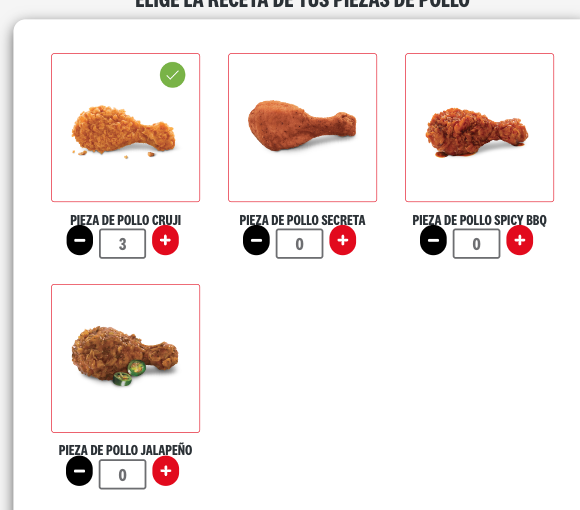 ELIGE LA RECETA DE TUS PIEZAS DE POLLO
PIEZA DE POLLO CRUJI
PIEZA DE POLLO SECRETA
PIEZA DE POLLO SPICY BBQ
3
0
0
PIEZA DE POLLO JALAPEÑO
0